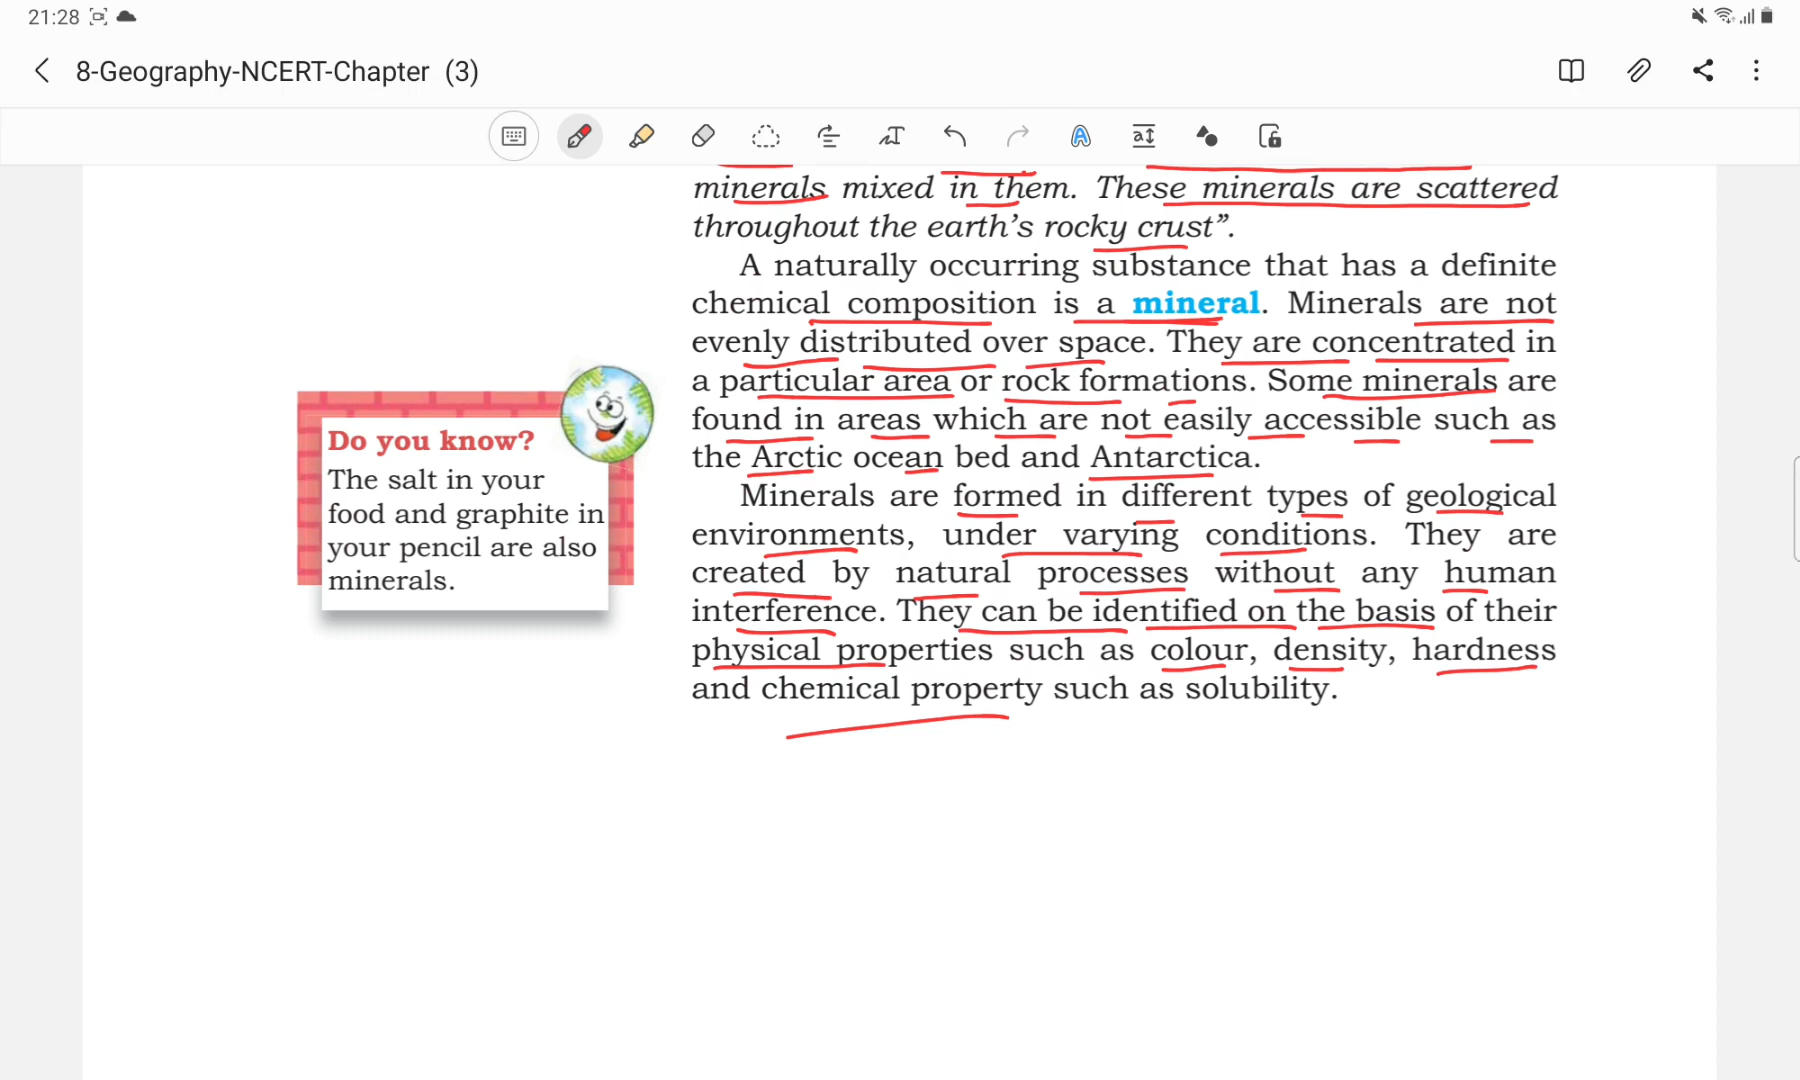 21:28
8-Geography-NCERT-Chapter (3)
minerals mixed in them. These minerals are scattered
throughout the earth's rocky crust".
A naturally occurring substance that has a definite
chemical composition is a mineral. Minerals are not
evenly distributed over space. They are concentrated in
a particular area or rock formations. Some minerals are
found in areas which are not easily accessible such as
the Arctic ocean bed and Antarctica.
Minerals are formed in different types of geological
environments, under varying conditions. They are
created by natural processes without any human
interference. They can be identified on the basis of their
physical properties such as colour, density, hardness
and chemical property such as solubility.
Do you know?
The salt in your
food and graphite in
your pencil are also
minerals.